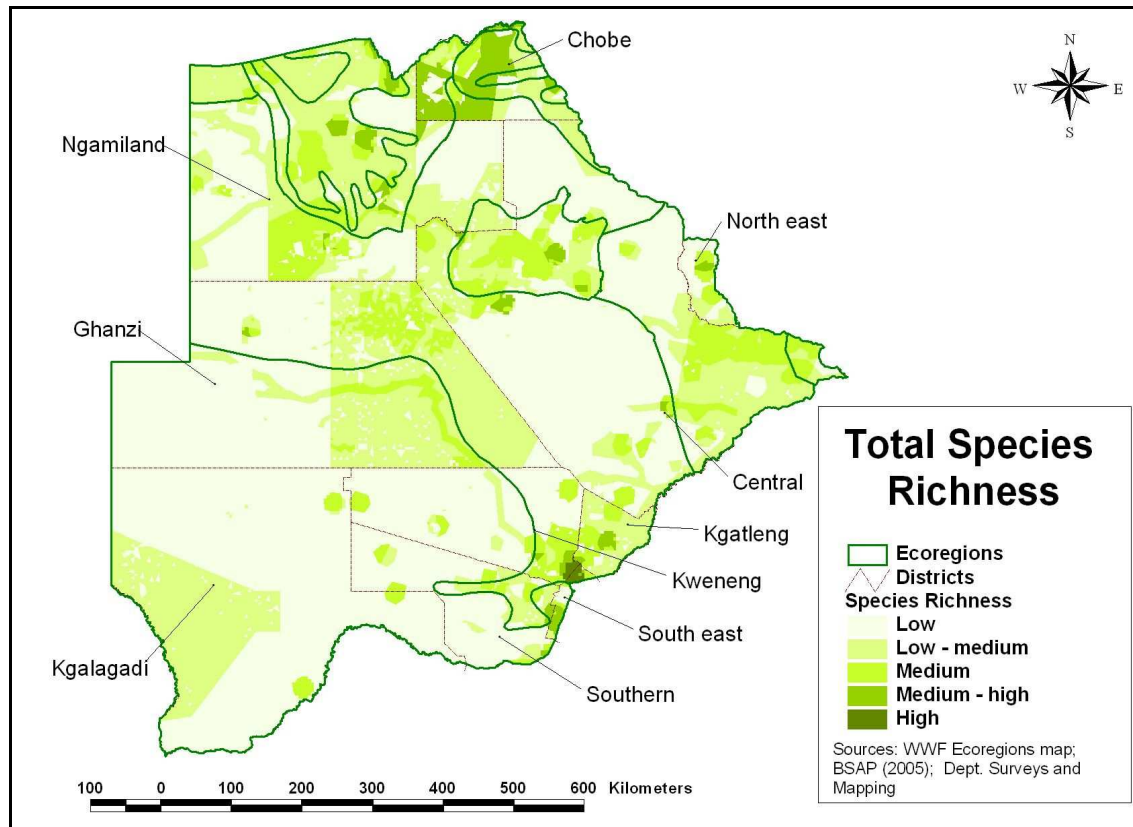 Chobe
N
W E
S
Ngamiland
North east
Ghanzi
Total Species
Richness
Central
Kgatleng
Ecoregions
Districts
Kweneng
Species Richness
Low
South east
Low - medium
Kgalagadi
Medium
Southern
Medium - high
High
Sources: WWF Ecoregions map;
BSAP (2005); Dept. Surveys and
Mapping
100 0 100 200 300 400 500 600 Kilometers